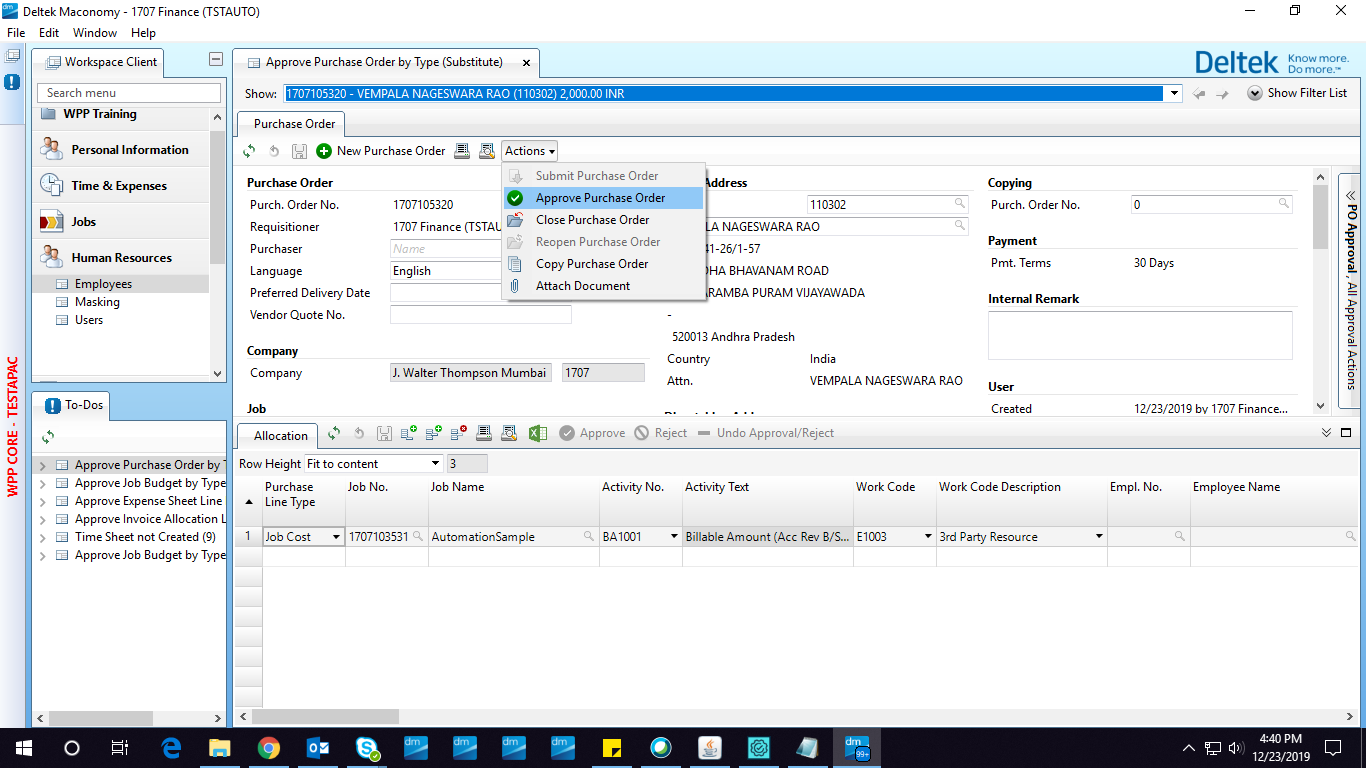 Deltek Maconomy - 1707 Finance (TSTAUTO)
File Edit Window Help
Workspace Client
Search menu
WPP Training
Personal Information
Time & Expenses
Jobs
Human Resources
Employees
Masking
Users
WPP CORE - TESTAPAC
To-Dos
Approve Purchase Order by
Approve Job Budget by Type
Approve Expense Sheet Line
Approve Invoice Allocation L
Time Sheet not Created (9)
Approve Job Budget by Type
Approve Purchase Order by Type (Substitute)
Deltek Know more. Do more.™
Show: 1707105320 - VEMPALA NAGESWARA RAO (110302) 2,000.00 INR
Show Filter List
Purchase Order
New Purchase Order Actions
Submit Purchase Order
Approve Purchase Order
Close Purchase Order
Reopen Purchase Order
Copy Purchase Order
Attach Document
Purchase Order
Purch. Order No. 1707105320
Requisitioner 1707 Finance (TSTAU
Purchaser Name
Language English
Preferred Delivery Date
Vendor Quote No.
Company
Company J. Walter Thompson Mumbai 1707
Job
Address
110302
LA NAGESWARA RAO
41-26/1-57
DHA BHAVANAM ROAD
ARAMBA PURAM VIJAYAWADA
-
520013 Andhra Pradesh
Country India
Attn. VEMPALA NAGESWARA RAO
Copying
Purch. Order No. 0
Payment
Pmt. Terms 30 Days
Internal Remark
User
Created 12/23/2019 by 1707 Finance...
PO Approval , All Approval Actions
Allocation
Approve Reject Undo Approval/Reject
Row Height Fit to content 3
Purchase Line Type Job No. Job Name Activity No. Activity Text Work Code Work Code Description Empl. No. Employee Name
1 Job Cost 1707103531 AutomationSample BA1001 Billable Amount (Acc Rev B/S... E1003 3rd Party Resource
dm dm dm dm dm 99+
4:40 PM
12/23/2019